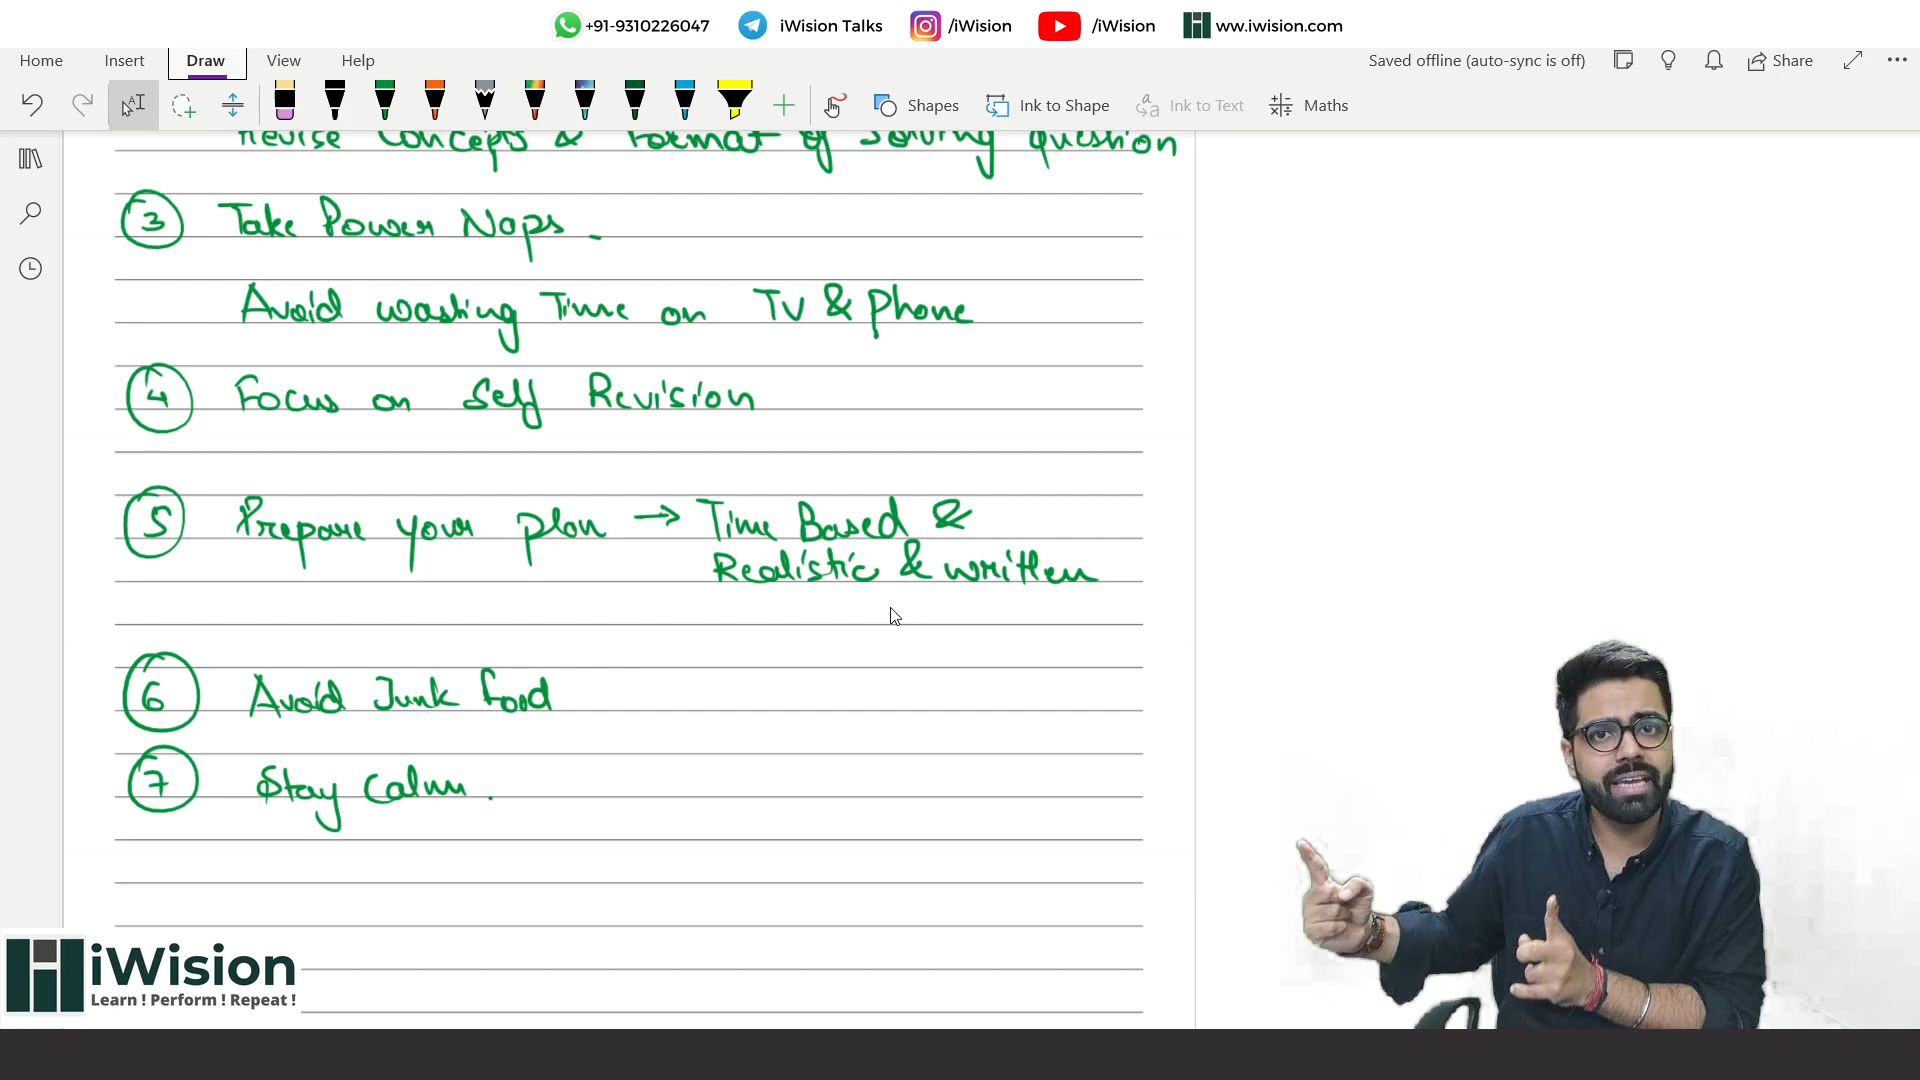 +91-9310226047 iWision Talks /iWision /iWision ww.iwision.com
Home Insert Draw View Help Saved offline (auto-sync is off) Share
Shapes Ink to Shape Ink to Text Maths
Revise Concepts & Format of Solving Question
3 Take Power Naps.
Avoid wasting Time on TV & Phone
4 Focus on Self Revision
5 Prepare your plan → Time Based &
Realistic & written
6 Avoid Junk food
7 Stay Calm.
iWision
Learn ! Perform ! Repeat !